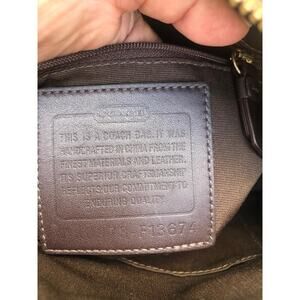 COACH
THIS IS A COACH BAG. IT WAS
HANDCRAFTED IN CHINA FROM THE
FINEST MATERIALS AND LEATHER.
ITS SUPERIOR CRAFTSMANSHIP
REFLECTS OUR COMMITMENT TO
ENDURING QUALITY.
-F13674